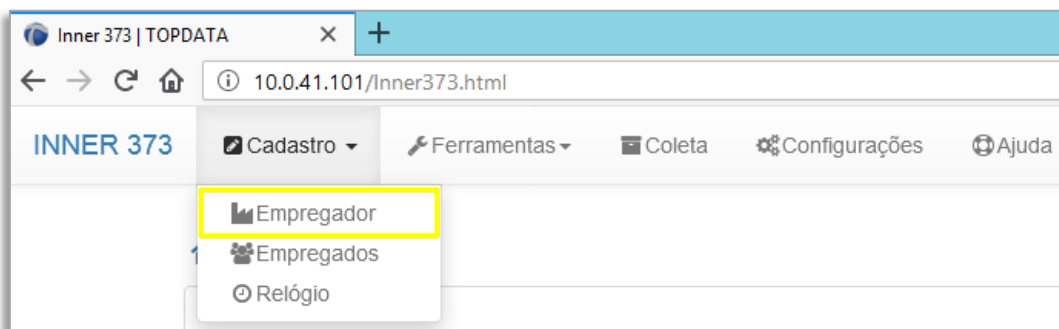 Inner 373 | TOPDATA
10.0.41.101/Inner373.html
INNER 373 Cadastro Ferramentas Coleta Configurações Ajuda
Empregador
Empregados
Relógio